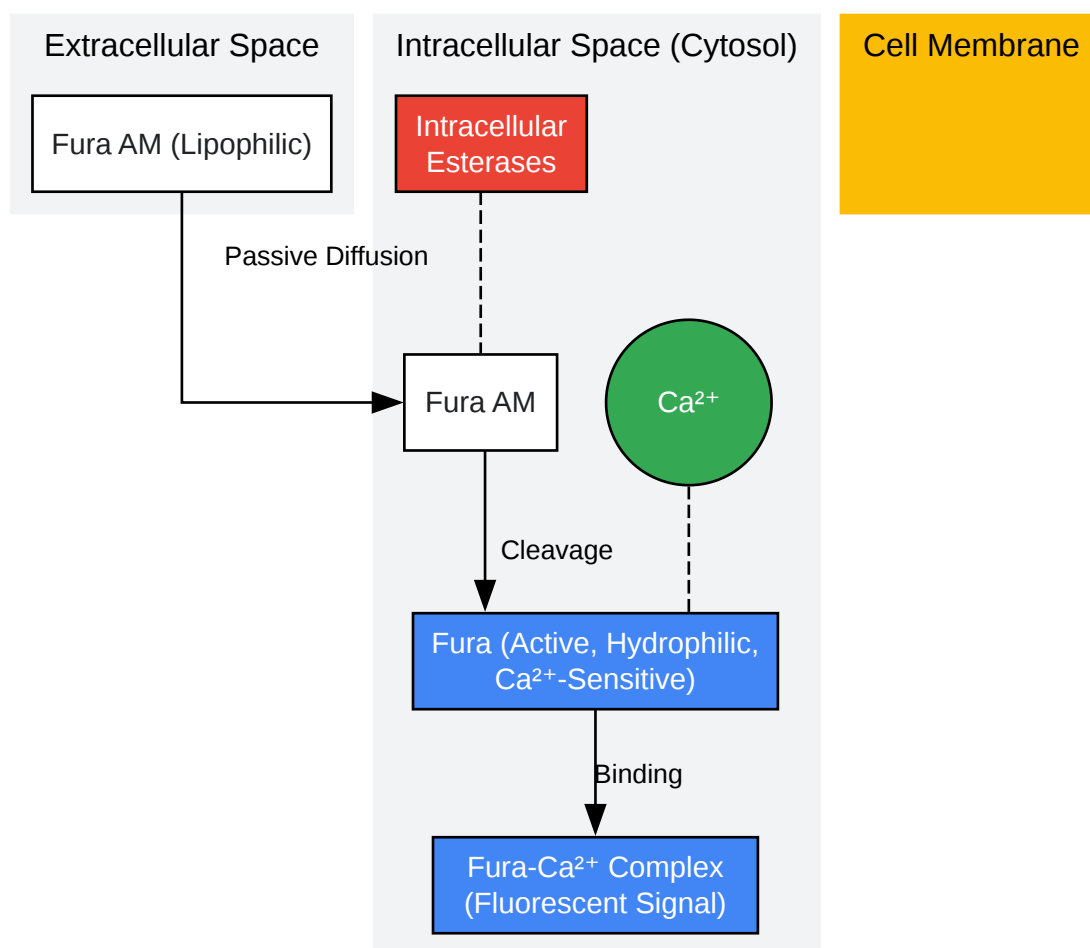 Extracellular Space
Intracellular Space (Cytosol)
Cell Membrane
Fura AM (Lipophilic)
Intracellular
Esterases
Passive Diffusion
Fura AM
Ca²⁺
Cleavage
Fura (Active, Hydrophilic,
Ca²⁺-Sensitive)
Binding
Fura-Ca²⁺ Complex
(Fluorescent Signal)